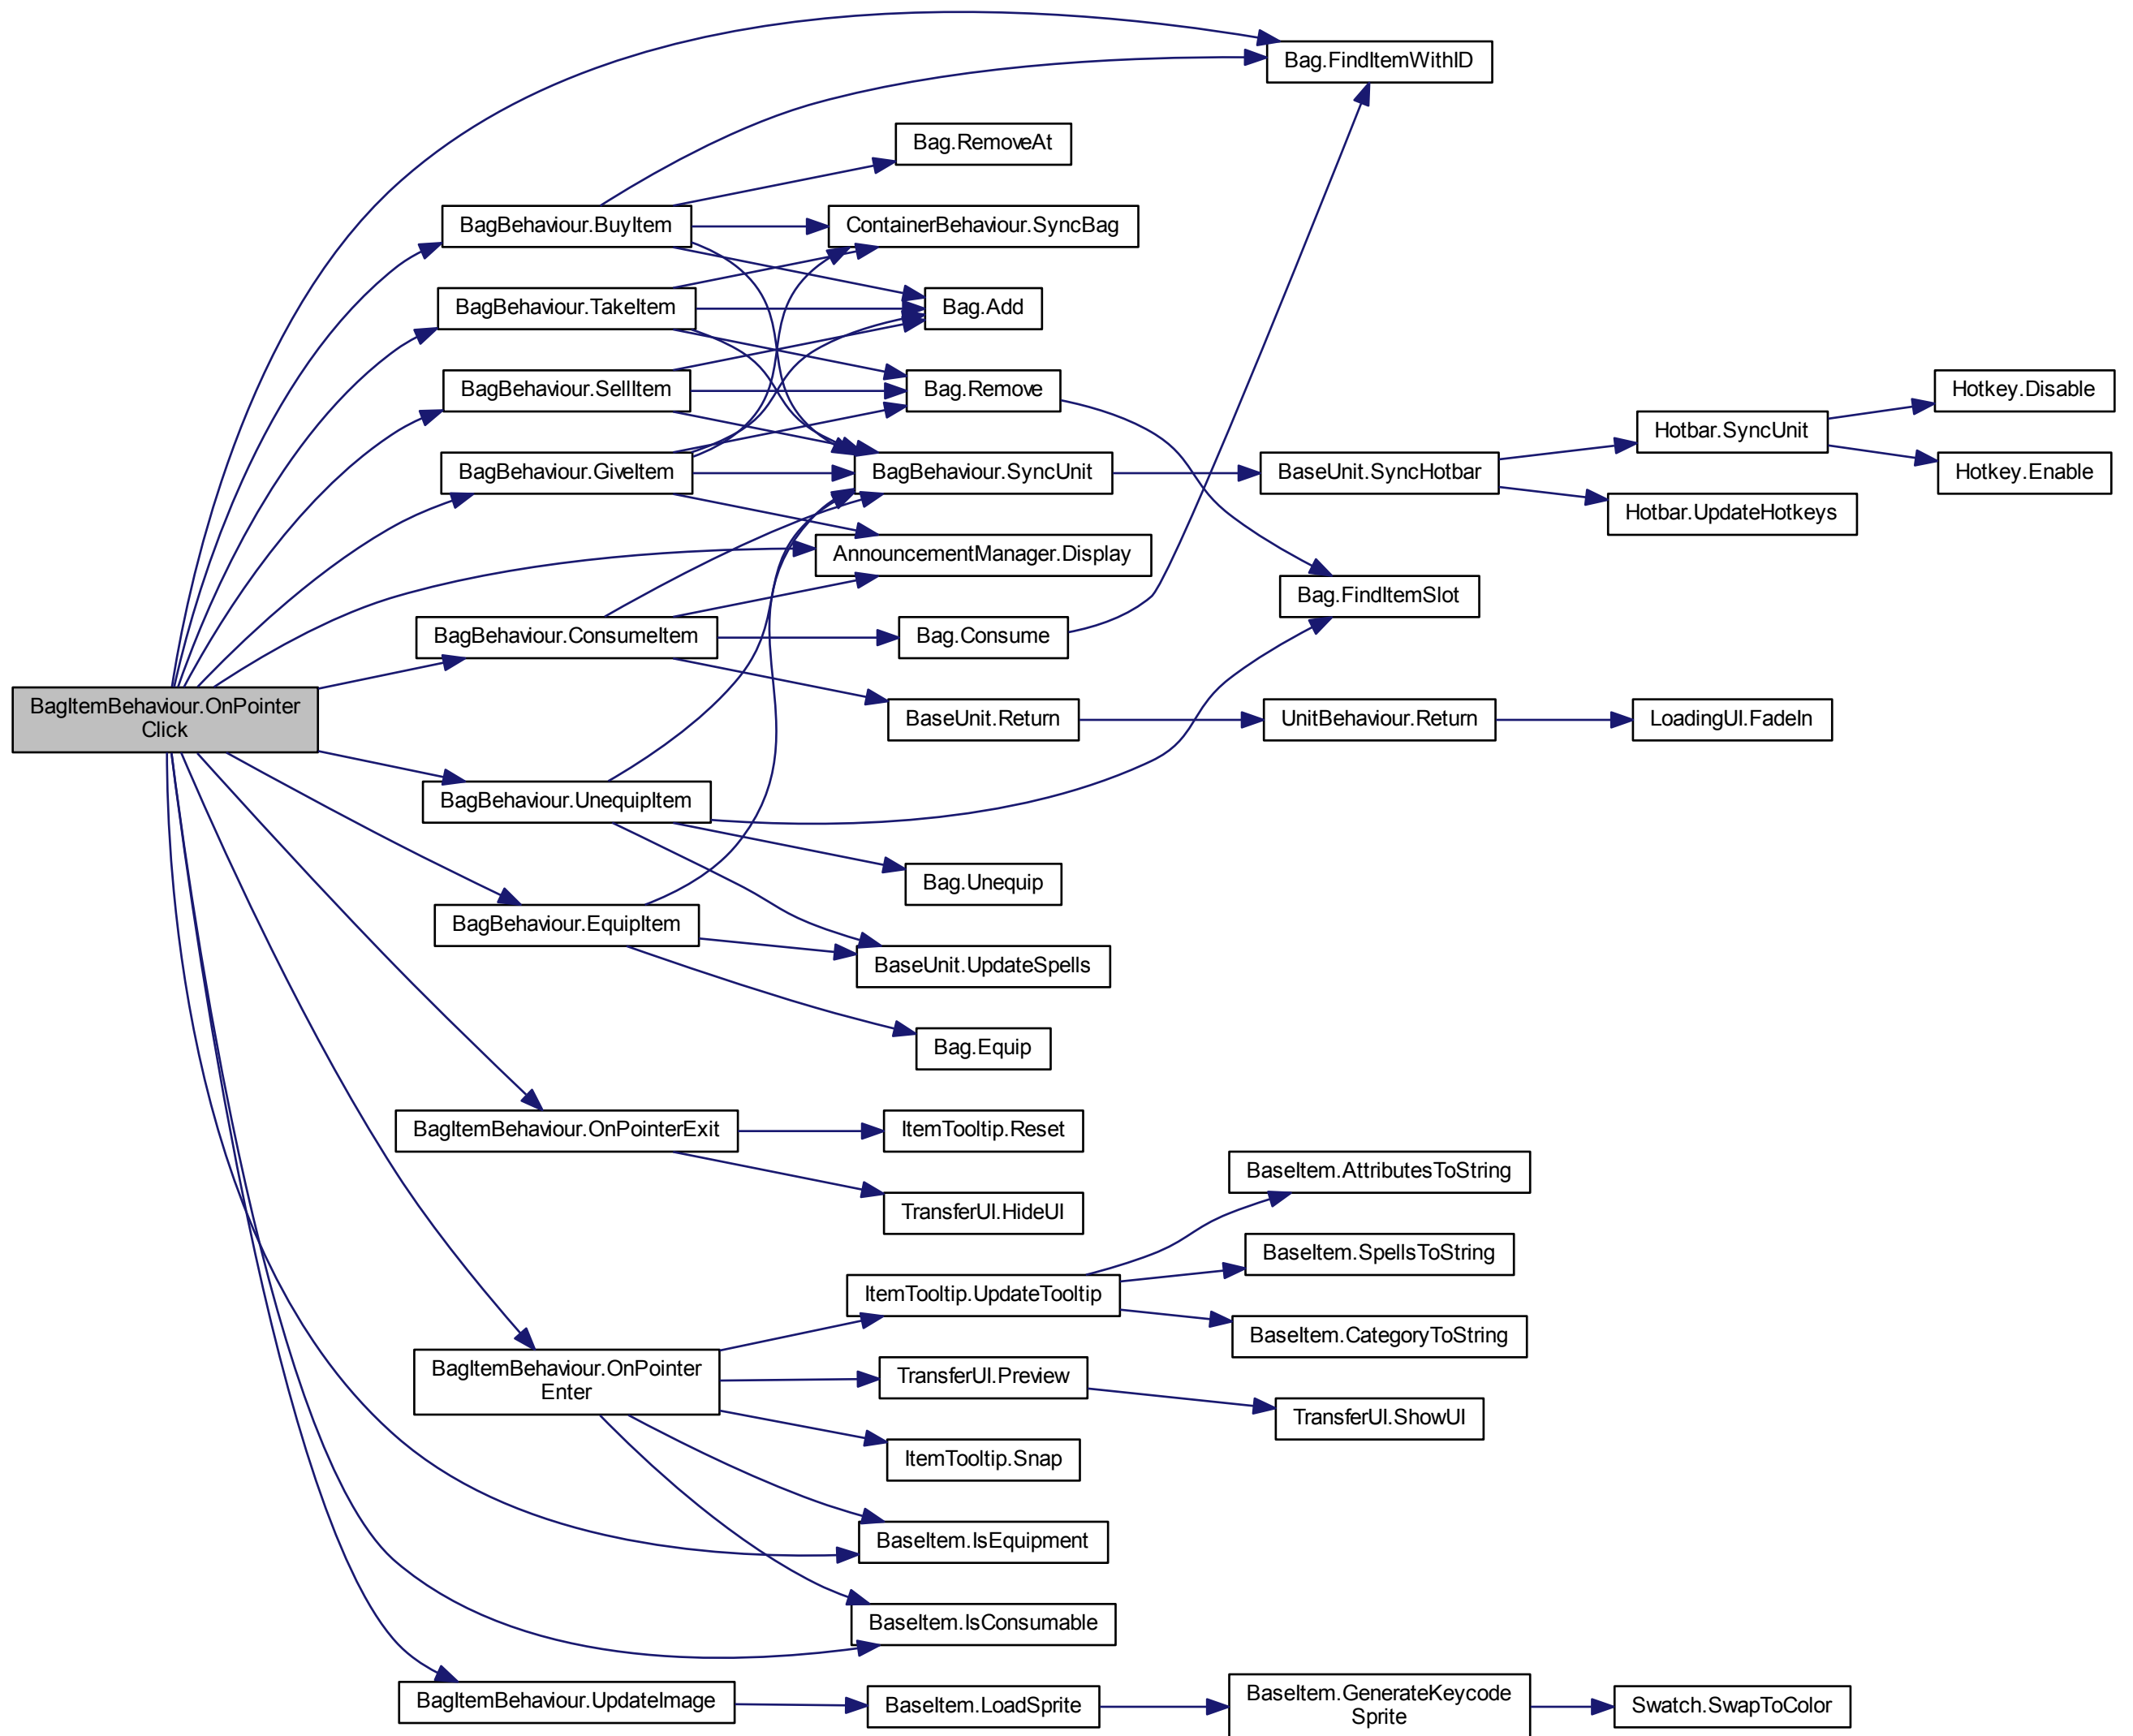 Bag.FindItemWithID
Bag.RemoveAt
BagBehaviour.BuyItem
ContainerBehaviour.SyncBag
BagBehaviour.TakeItem
Bag.Add
BagBehaviour.SellItem
Bag.Remove
Hotkey.Disable
Hotbar.SyncUnit
BagBehaviour.GiveItem
BagBehaviour.SyncUnit
BaseUnit.SyncHotbar
Hotkey.Enable
Hotbar.UpdateHotkeys
AnnouncementManager.Display
Bag.FindItemSlot
BagBehaviour.ConsumeItem
Bag.Consume
BagItemBehaviour.OnPointer
Click
BaseUnit.Return
UnitBehaviour.Return
LoadingUI.FadeIn
BagBehaviour.UnequipItem
Bag.Unequip
BagBehaviour.EquipItem
BaseUnit.UpdateSpells
Bag.Equip
BagItemBehaviour.OnPointerExit
ItemTooltip.Reset
BaseItem.AttributesToString
TransferUI.HideUI
BaseItem.SpellsToString
ItemTooltip.UpdateTooltip
BaseItem.CategoryToString
BagItemBehaviour.OnPointer
Enter
TransferUI.Preview
TransferUI.ShowUI
ItemTooltip.Snap
BaseItem.IsEquipment
BaseItem.IsConsumable
BagItemBehaviour.UpdateImage
BaseItem.LoadSprite
BaseItem.GenerateKeycode
Sprite
Swatch.SwapToColor